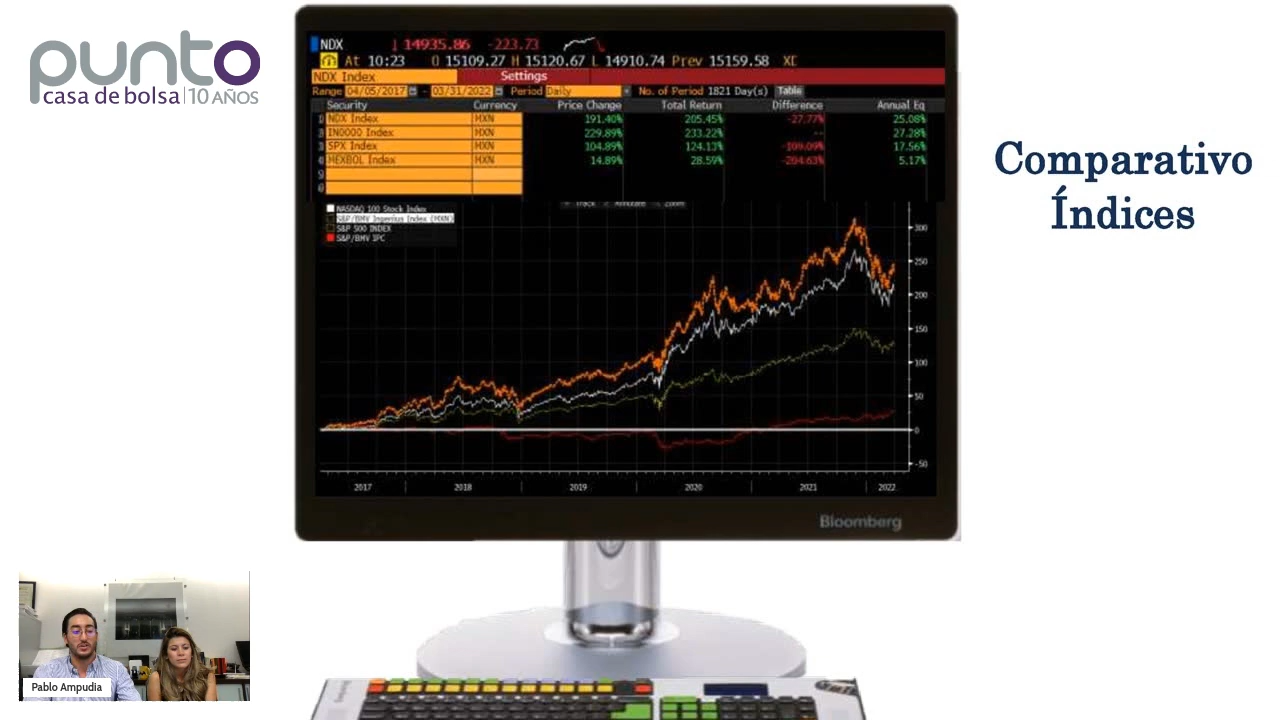 punto
casa de bolsa | 10 AÑOS
NDX 14935.86 -223.73
At 10:23 O 15109.27 H 15120.67 L 14910.74 Prev 15159.58
NDX Index Settings
Range 04/05/2017 - 03/31/2022 Period Daily No. of Period 1821 Day(s) Table
Security Currency Price Change Total Return Difference Annual Eq
NDX Index MXN 191.40% 205.45% -27.77% 25.08%
IN0000 Index MXN 229.89% 233.22% -- 27.28%
SPX Index MXN 104.89% 124.13% -109.09% 17.56%
MEXBOL Index MXN 14.89% 28.59% -204.63% 5.17%
Track Annotate Zoom
NASDAQ 100 Stock Index
S&P/BMV Ingenius Index (MXN)
S&P 500 INDEX
S&P/BMV IPC
300
250
200
150
100
50
0
-50
2017 2018 2019 2020 2021 2022
Bloomberg
Comparativo
Índices
Pablo Ampudia